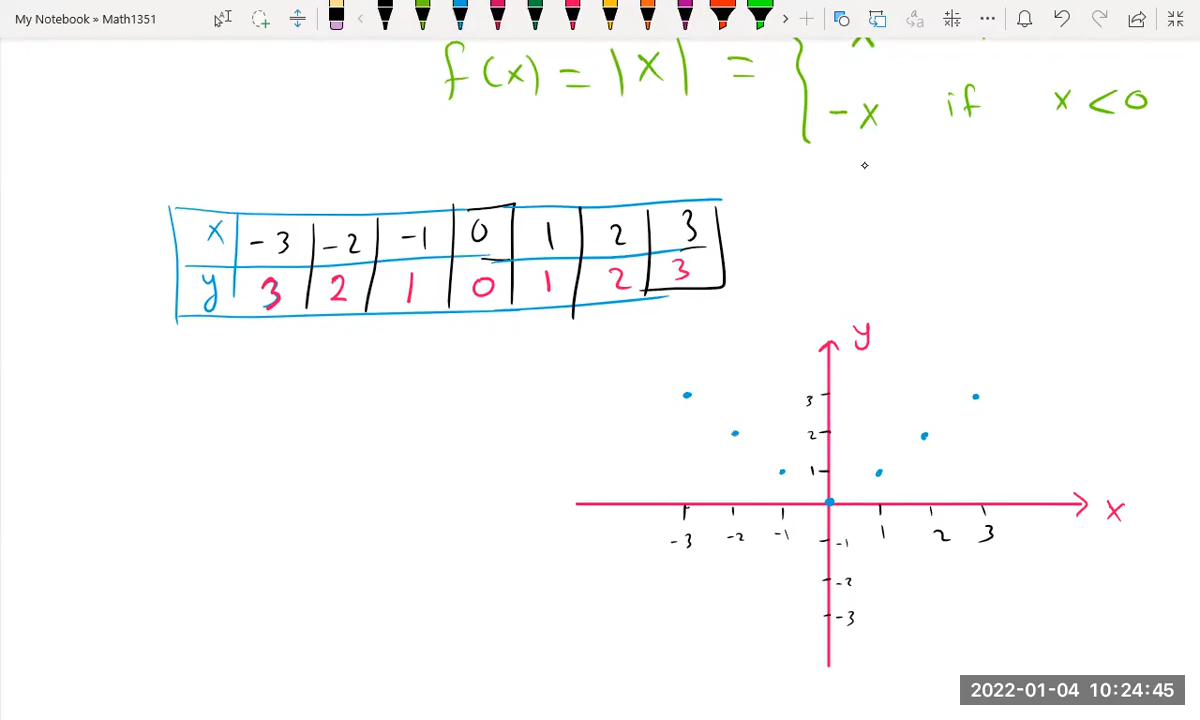 My Notebook » Math1351
f(x) = |x| = {
-x if x < 0
x -3 -2 -1 0 1 2 3
y 3 2 1 0 1 2 3
y
3
2
1
x
-3 -2 -1 1 2 3
-1
-2
-3
2022-01-04 10:24:45